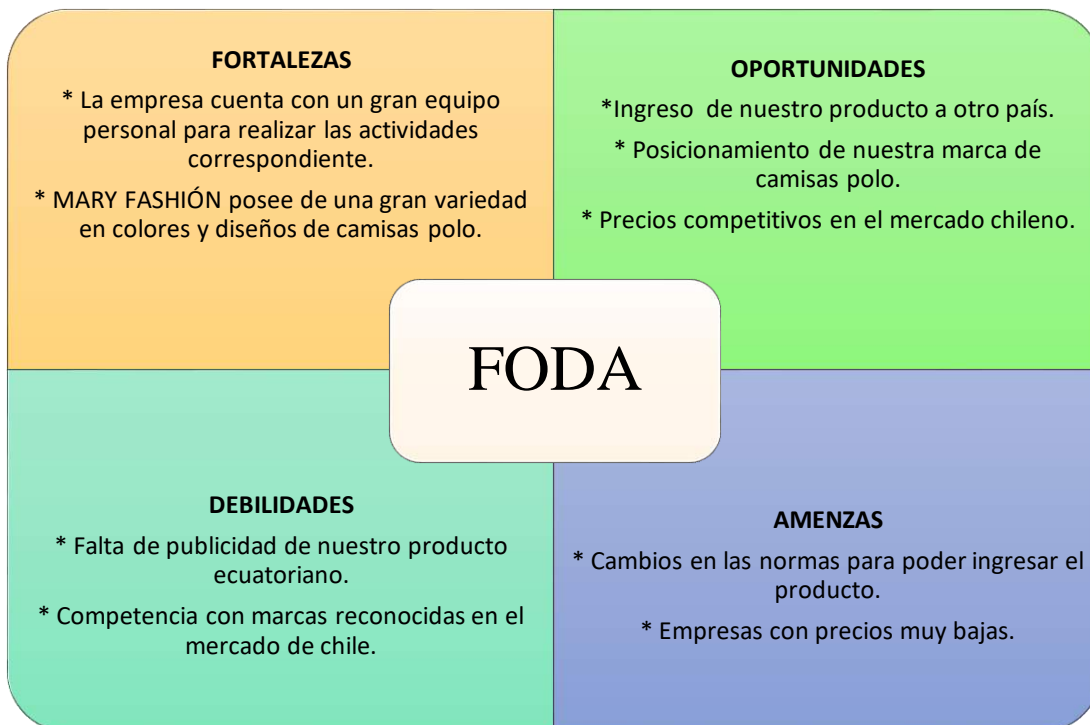 FORTALEZAS
* La empresa cuenta con un gran equipo
personal para realizar las actividades
correspondiente.
* MARY FASHIÓN posee de una gran variedad
en colores y diseños de camisas polo.
OPORTUNIDADES
*Ingreso de nuestro producto a otro país.
* Posicionamiento de nuestra marca de
camisas polo.
* Precios competitivos en el mercado chileno.
FODA
DEBILIDADES
* Falta de publicidad de nuestro producto
ecuatoriano.
* Competencia con marcas reconocidas en el
mercado de chile.
AMENZAS
* Cambios en las normas para poder ingresar el
producto.
* Empresas con precios muy bajas.